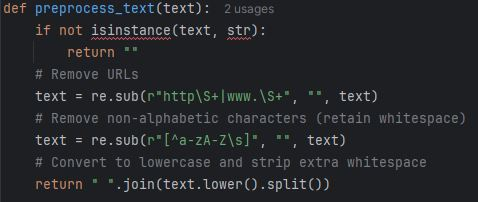 def preprocess_text(text): 2 usages
    if not isinstance(text, str):
        return ""
    # Remove URLs
    text = re.sub(r"http\S+|www.\S+", "", text)
    # Remove non-alphabetic characters (retain whitespace)
    text = re.sub(r"[^a-zA-Z\s]", "", text)
    # Convert to lowercase and strip extra whitespace
    return " ".join(text.lower().split())